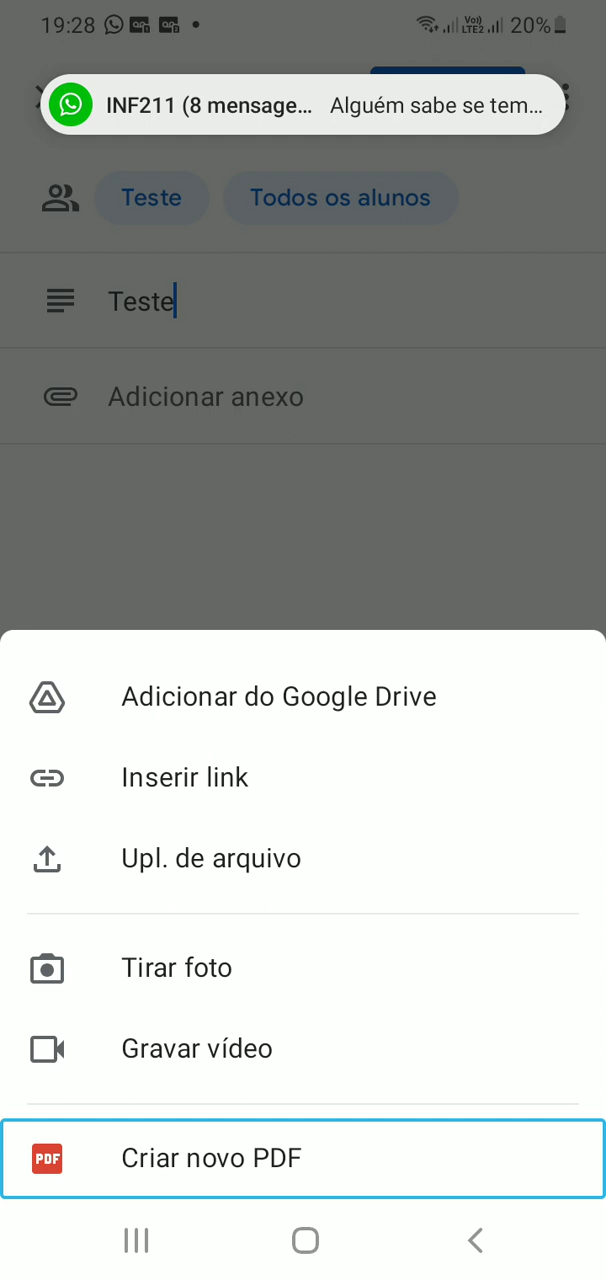 19:28 LTE2 20%
INF211 (8 mensage... Alguém sabe se tem...
Teste Todos os alunos
Teste
Adicionar anexo
Adicionar do Google Drive
Inserir link
Upl. de arquivo
Tirar foto
Gravar vídeo
PDF Criar novo PDF